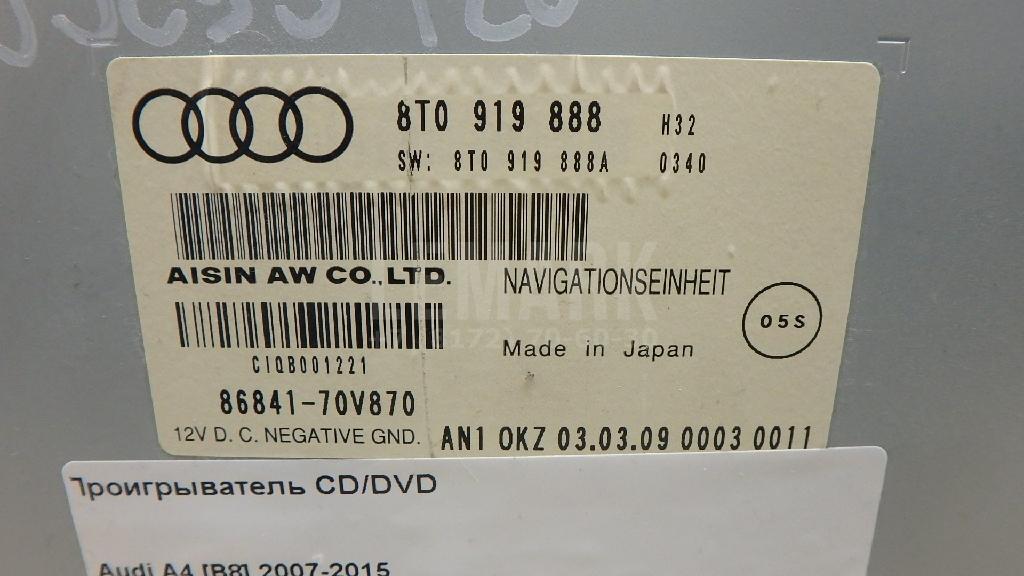 8T0 919 888 H32
SW: 8T0 919 888A 0340
AISIN AW CO.,LTD. NAVIGATIONSEINHEIT
05S
Made in Japan
CIQB001221
86841-70V870
12V D. C. NEGATIVE GND. AN1 0KZ 03.03.09 0003 0011
Проигрыватель CD/DVD
Audi A4 [B8] 2007-2015